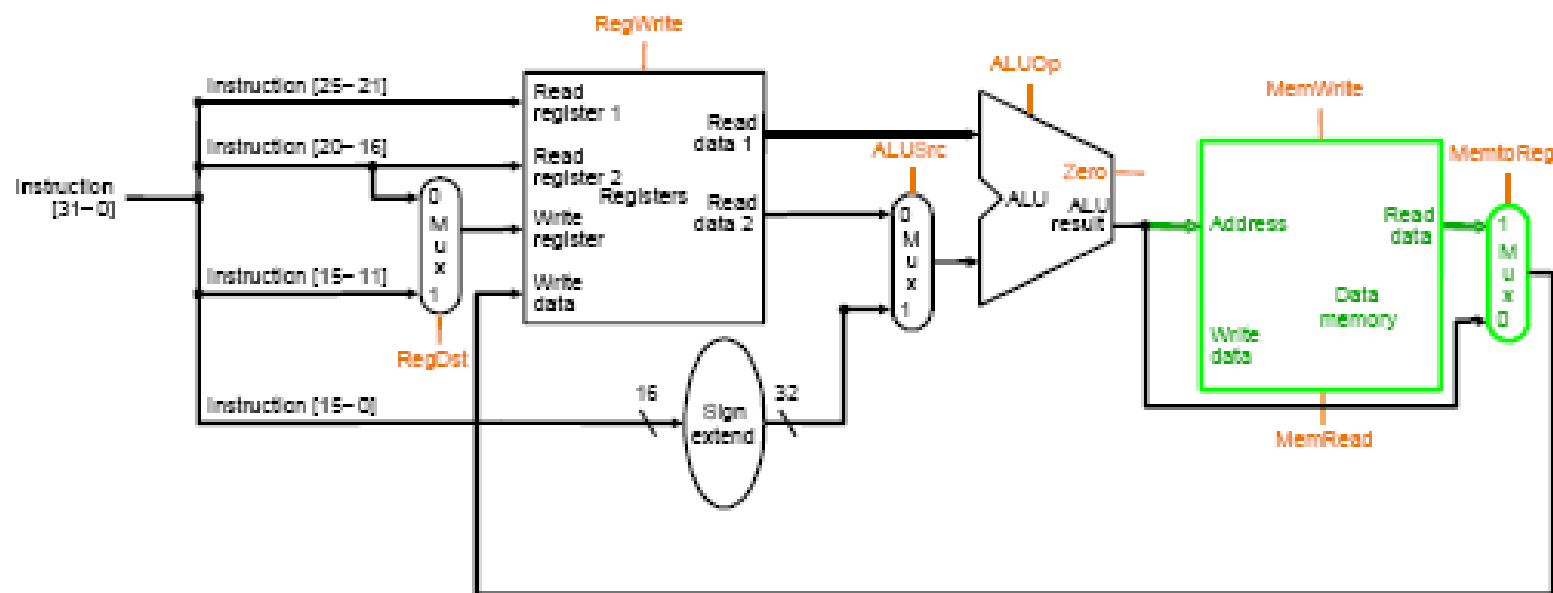 RegWrite
Instruction [25–21]
Read
register 1
Read
data 1
ALUOp
MemWrite
Instruction [20–16]
Read
register 2
Registers
ALUSrc
Zero
MemtoReg
Instruction
[31–0]
0
M
u
x
1
Write
register
Read
data 2
0
M
u
x
1
ALU
ALU
result
Address
Read
data
1
M
u
x
0
Instruction [15–11]
Write
data
Data
memory
Write
data
RegDst
Instruction [15–0]
16
Sign
extend
32
MemRead